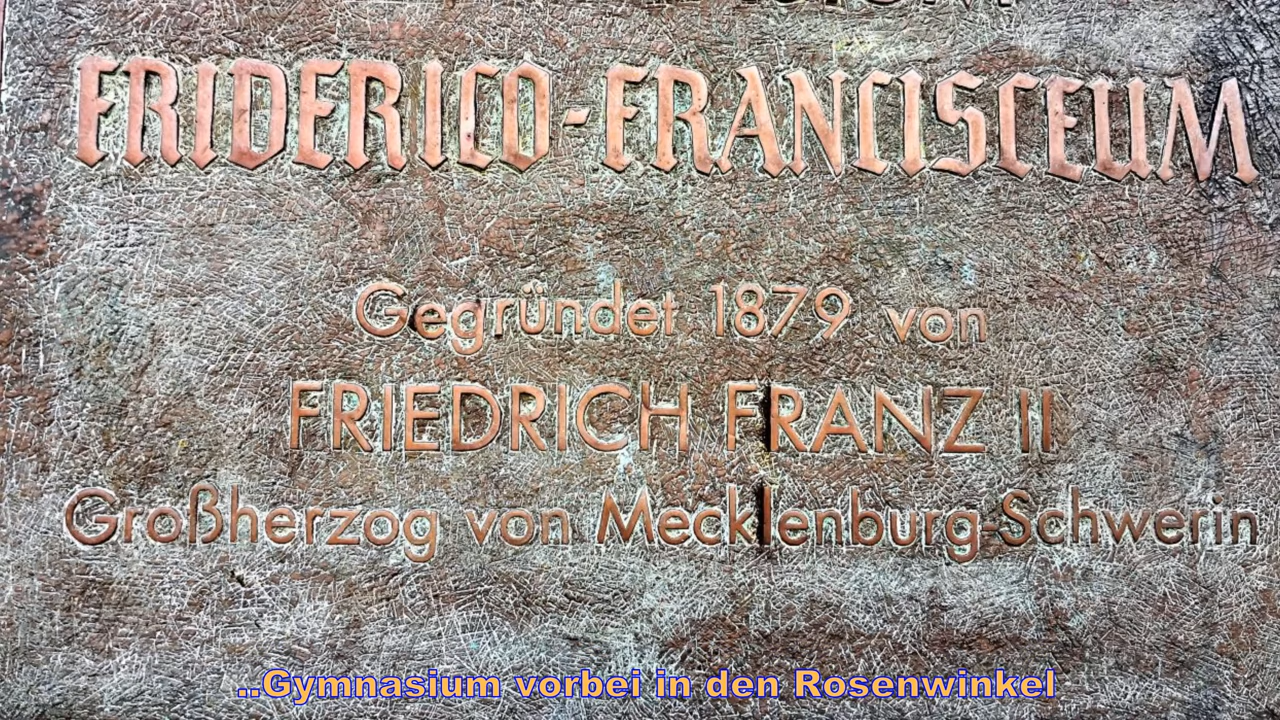 FRIDERICO-FRANCISCEUM
Gegründet 1879 von
FRIEDRICH FRANZ II
Großherzog von Mecklenburg-Schwerin
..Gymnasium vorbei in den Rosenwinkel